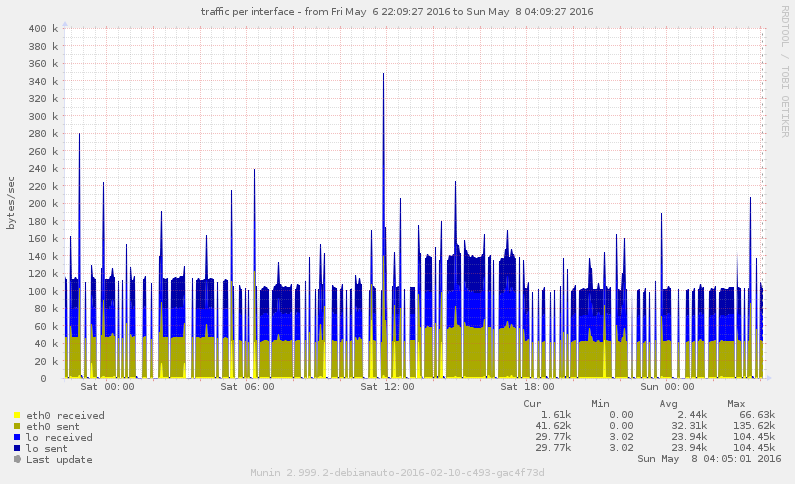 traffic per interface - from Fri May 6 22:09:27 2016 to Sun May 8 04:09:27 2016
RRDTOOL / TOBI OETIKER
bytes/sec
400 k
380 k
360 k
340 k
320 k
300 k
280 k
260 k
240 k
220 k
200 k
180 k
160 k
140 k
120 k
100 k
80 k
60 k
40 k
20 k
0
Sat 00:00 Sat 06:00 Sat 12:00 Sat 18:00 Sun 00:00
Cur Min Avg Max
eth0 received 1.61k 0.00 2.44k 66.63k
eth0 sent 41.62k 0.00 32.31k 135.62k
lo received 29.77k 3.02 23.94k 104.45k
lo sent 29.77k 3.02 23.94k 104.45k
Last update Sun May 8 04:05:01 2016
Munin 2.999.2-debianauto-2016-02-10-c493-gac4f73d